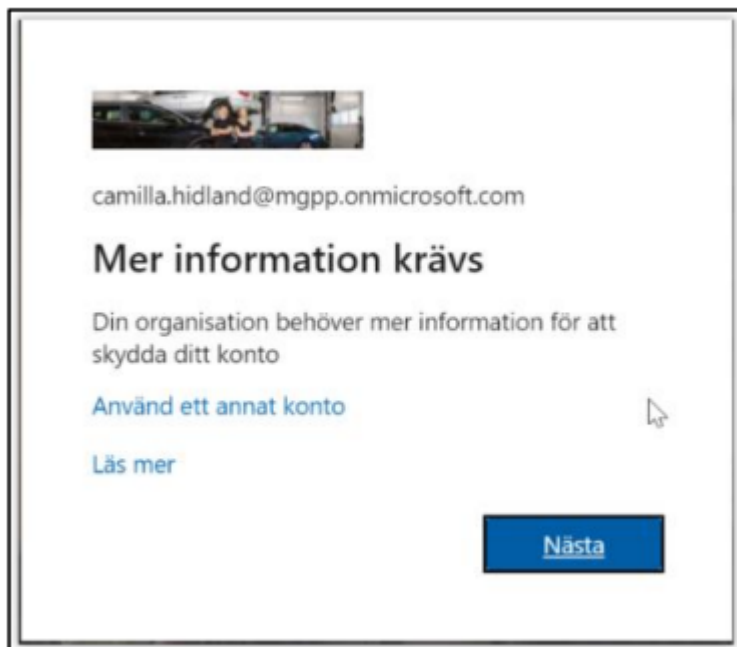 camilla.hidland@mgpp.onmicrosoft.com
Mer information krävs
Din organisation behöver mer information för att
skydda ditt konto
Använd ett annat konto
Läs mer
Nästa